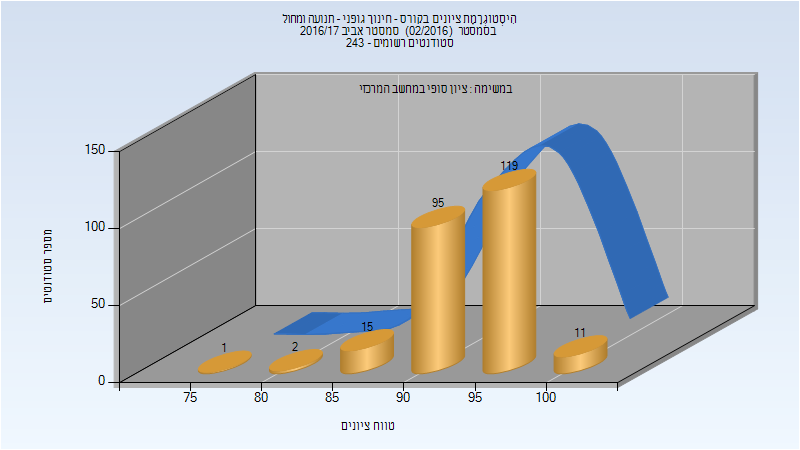 היסטוגרמת ציונים בקורס - חינוך גופני - תנועה ומחול
בסמסטר (02/2016) סמסטר אביב 2016/17
סטודנטים רשומים - 243
במשימה : ציון סופי במחשב המרכזי
מספר סטודנטים
150
100
50
0
1
2
15
95
119
11
75
80
85
90
95
100
טווח ציונים